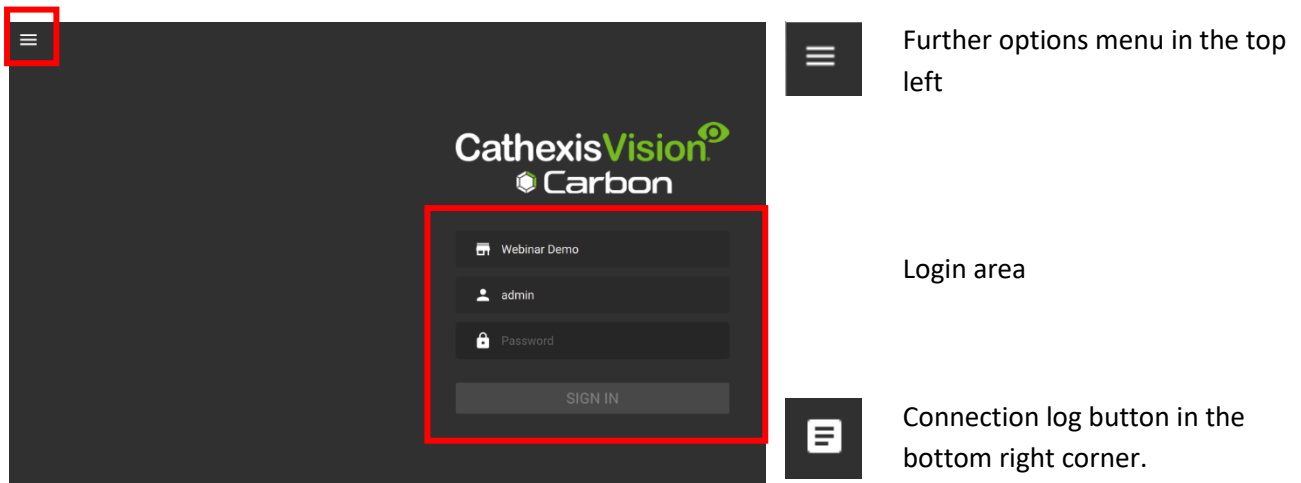 CathexisVision
Carbon
Webinar Demo
admin
Password
SIGN IN
Further options menu in the top
left
Login area
Connection log button in the
bottom right corner.